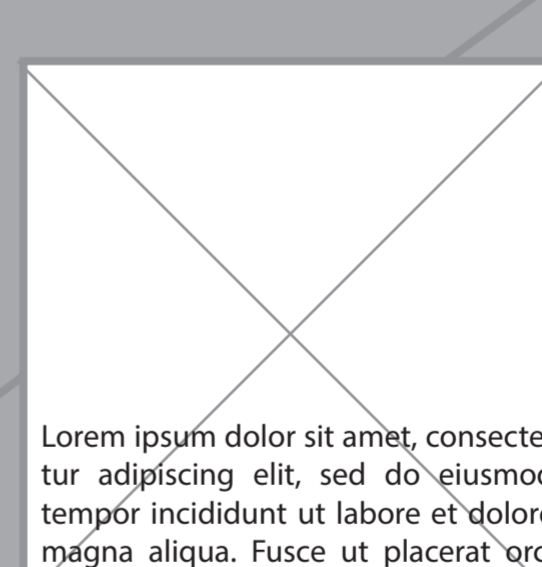 Lorem ipsum dolor sit amet, consecte
tur adipiscing elit, sed do eiusmod
tempor incididunt ut labore et dolore
magna aliqua. Fusce ut placerat orc